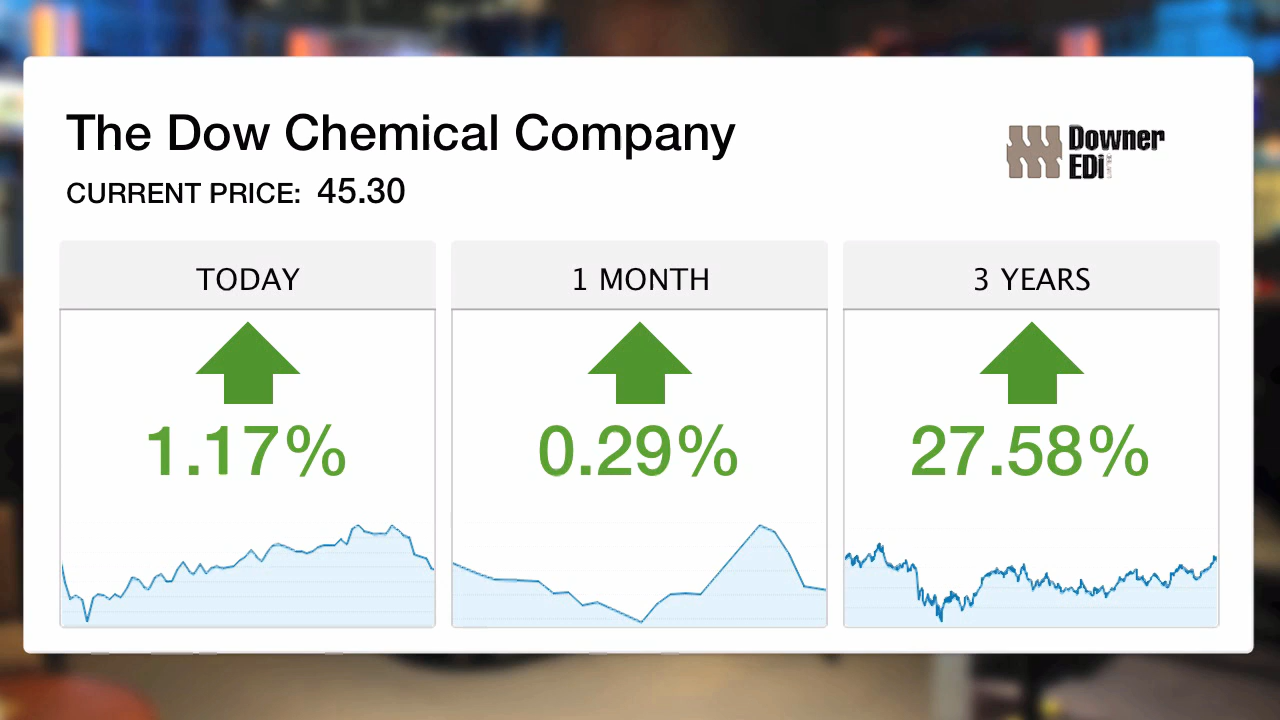 The Dow Chemical Company
CURRENT PRICE: 45.30
Downer
EDi
TODAY
1 MONTH
3 YEARS
1.17%
0.29%
27.58%